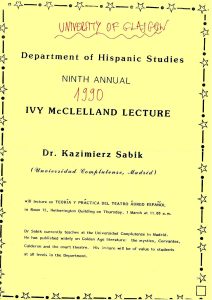 UNIVERSITY OF GLASGOW
Department of Hispanic Studies
NINTH ANNUAL
1990
IVY McCLELLAND LECTURE
Dr. Kazimierz Sabik
(Universidad Complutense, Madrid)
will lecture on TEORÍA Y PRÁCTICA DEL TEATRO ÁUREO ESPAÑOL
in Room 11, Hetherington Building on Thursday, 1 March at 11.00 a.m.
Dr Sabik currently teaches at the Universidad Complutense in Madrid.
He has published widely on Golden Age literature: the mystics, Cervantes,
Calderon and the court theatre. His lecture will be of value to students
at all levels in the Department.